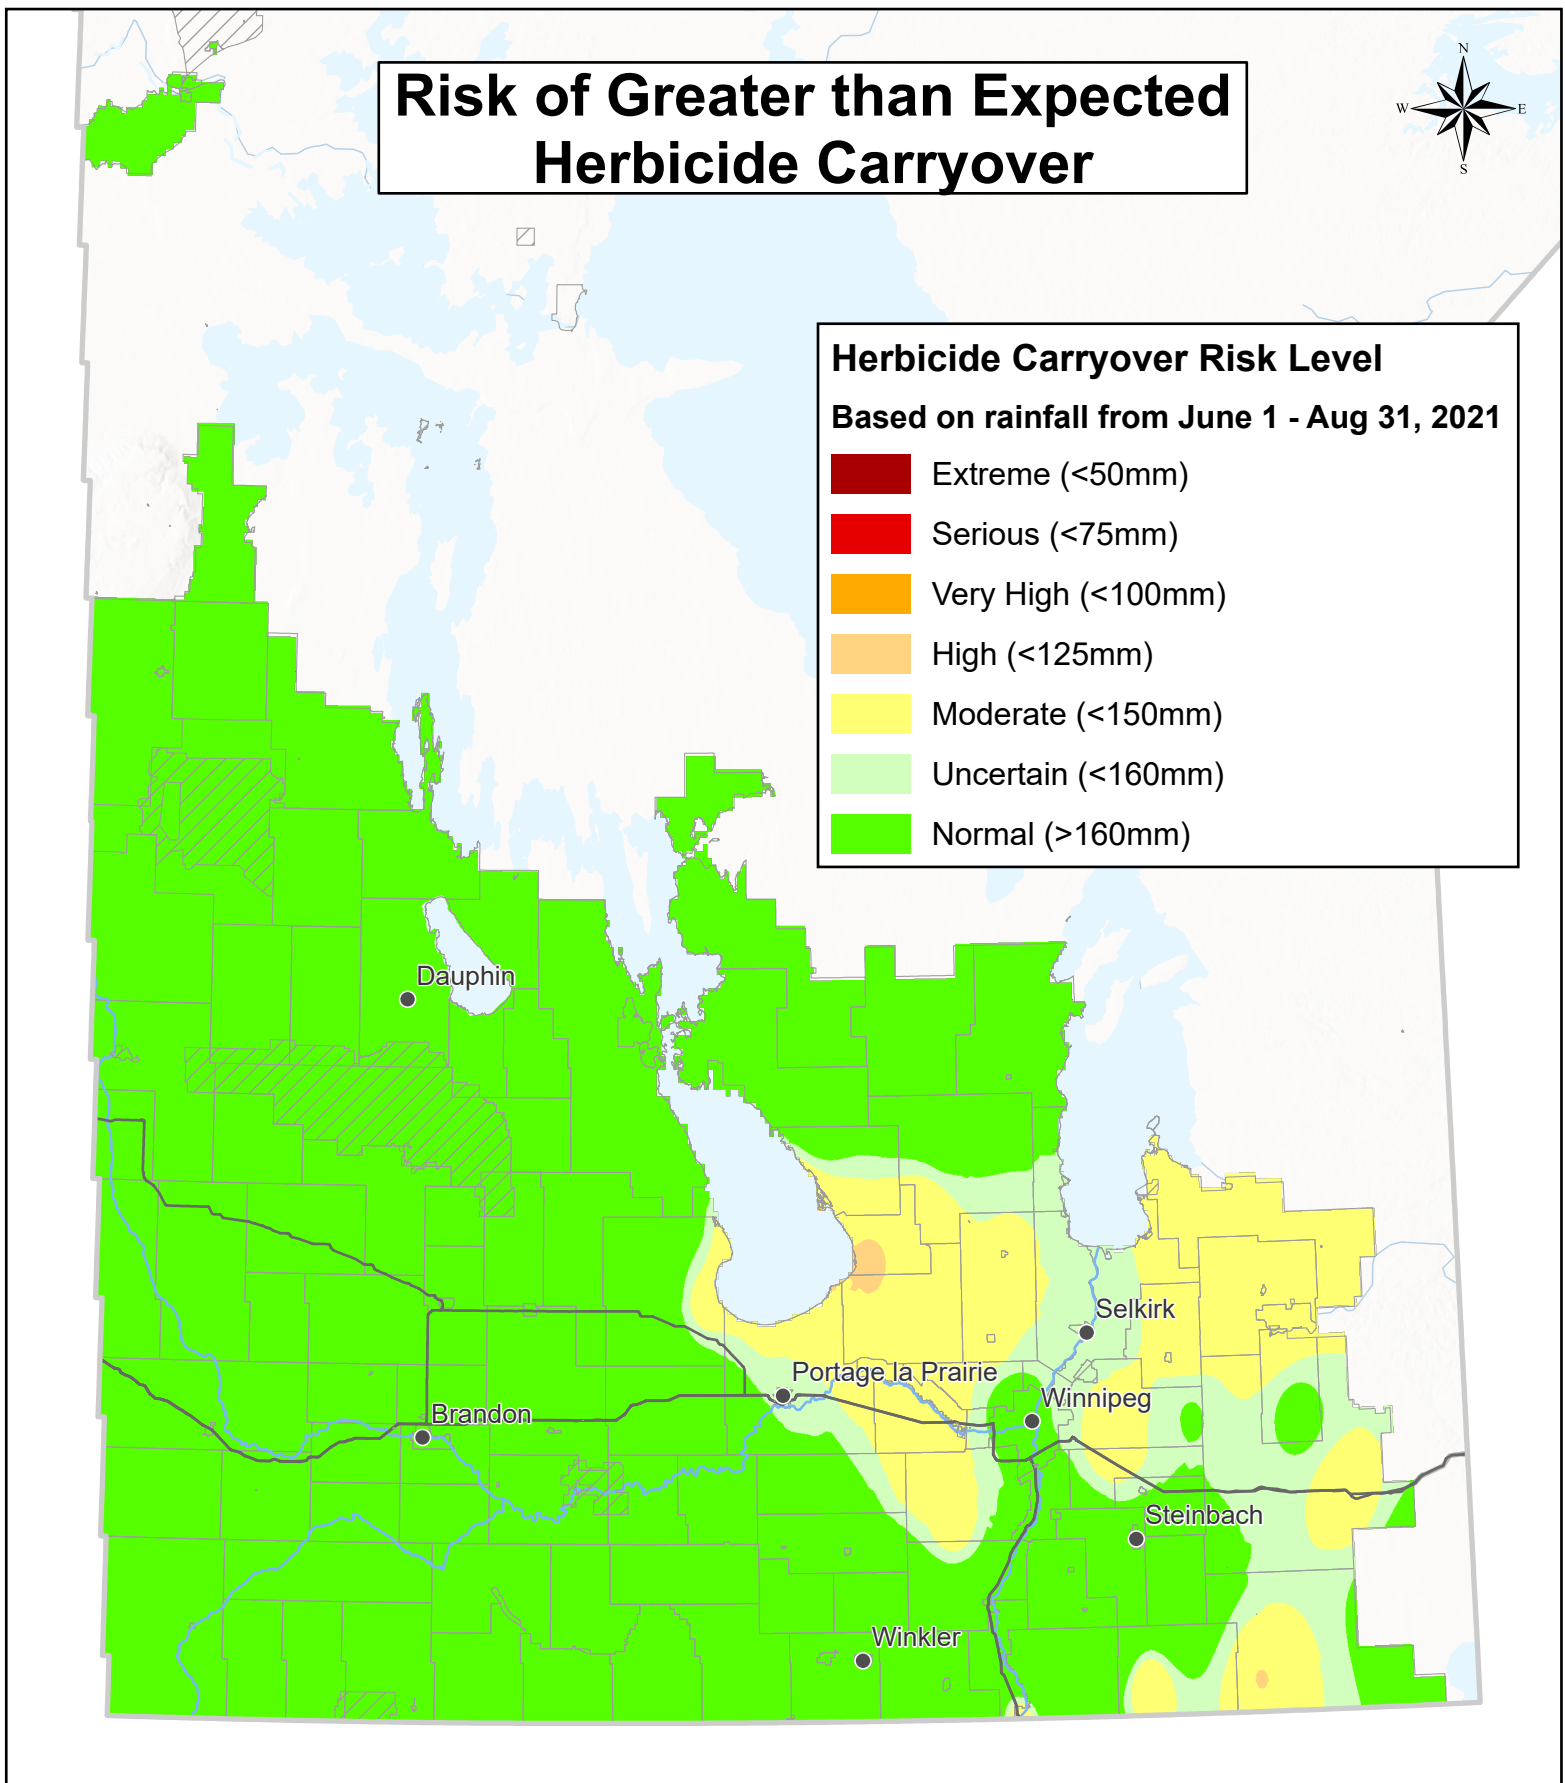 Risk of Greater than Expected
Herbicide Carryover
N
W
E
S
Herbicide Carryover Risk Level
Based on rainfall from June 1 - Aug 31, 2021
Extreme (<50mm)
Serious (<75mm)
Very High (<100mm)
High (<125mm)
Moderate (<150mm)
Uncertain (<160mm)
Normal (>160mm)
Dauphin
Selkirk
Portage la Prairie
Winnipeg
Brandon
Steinbach
Winkler